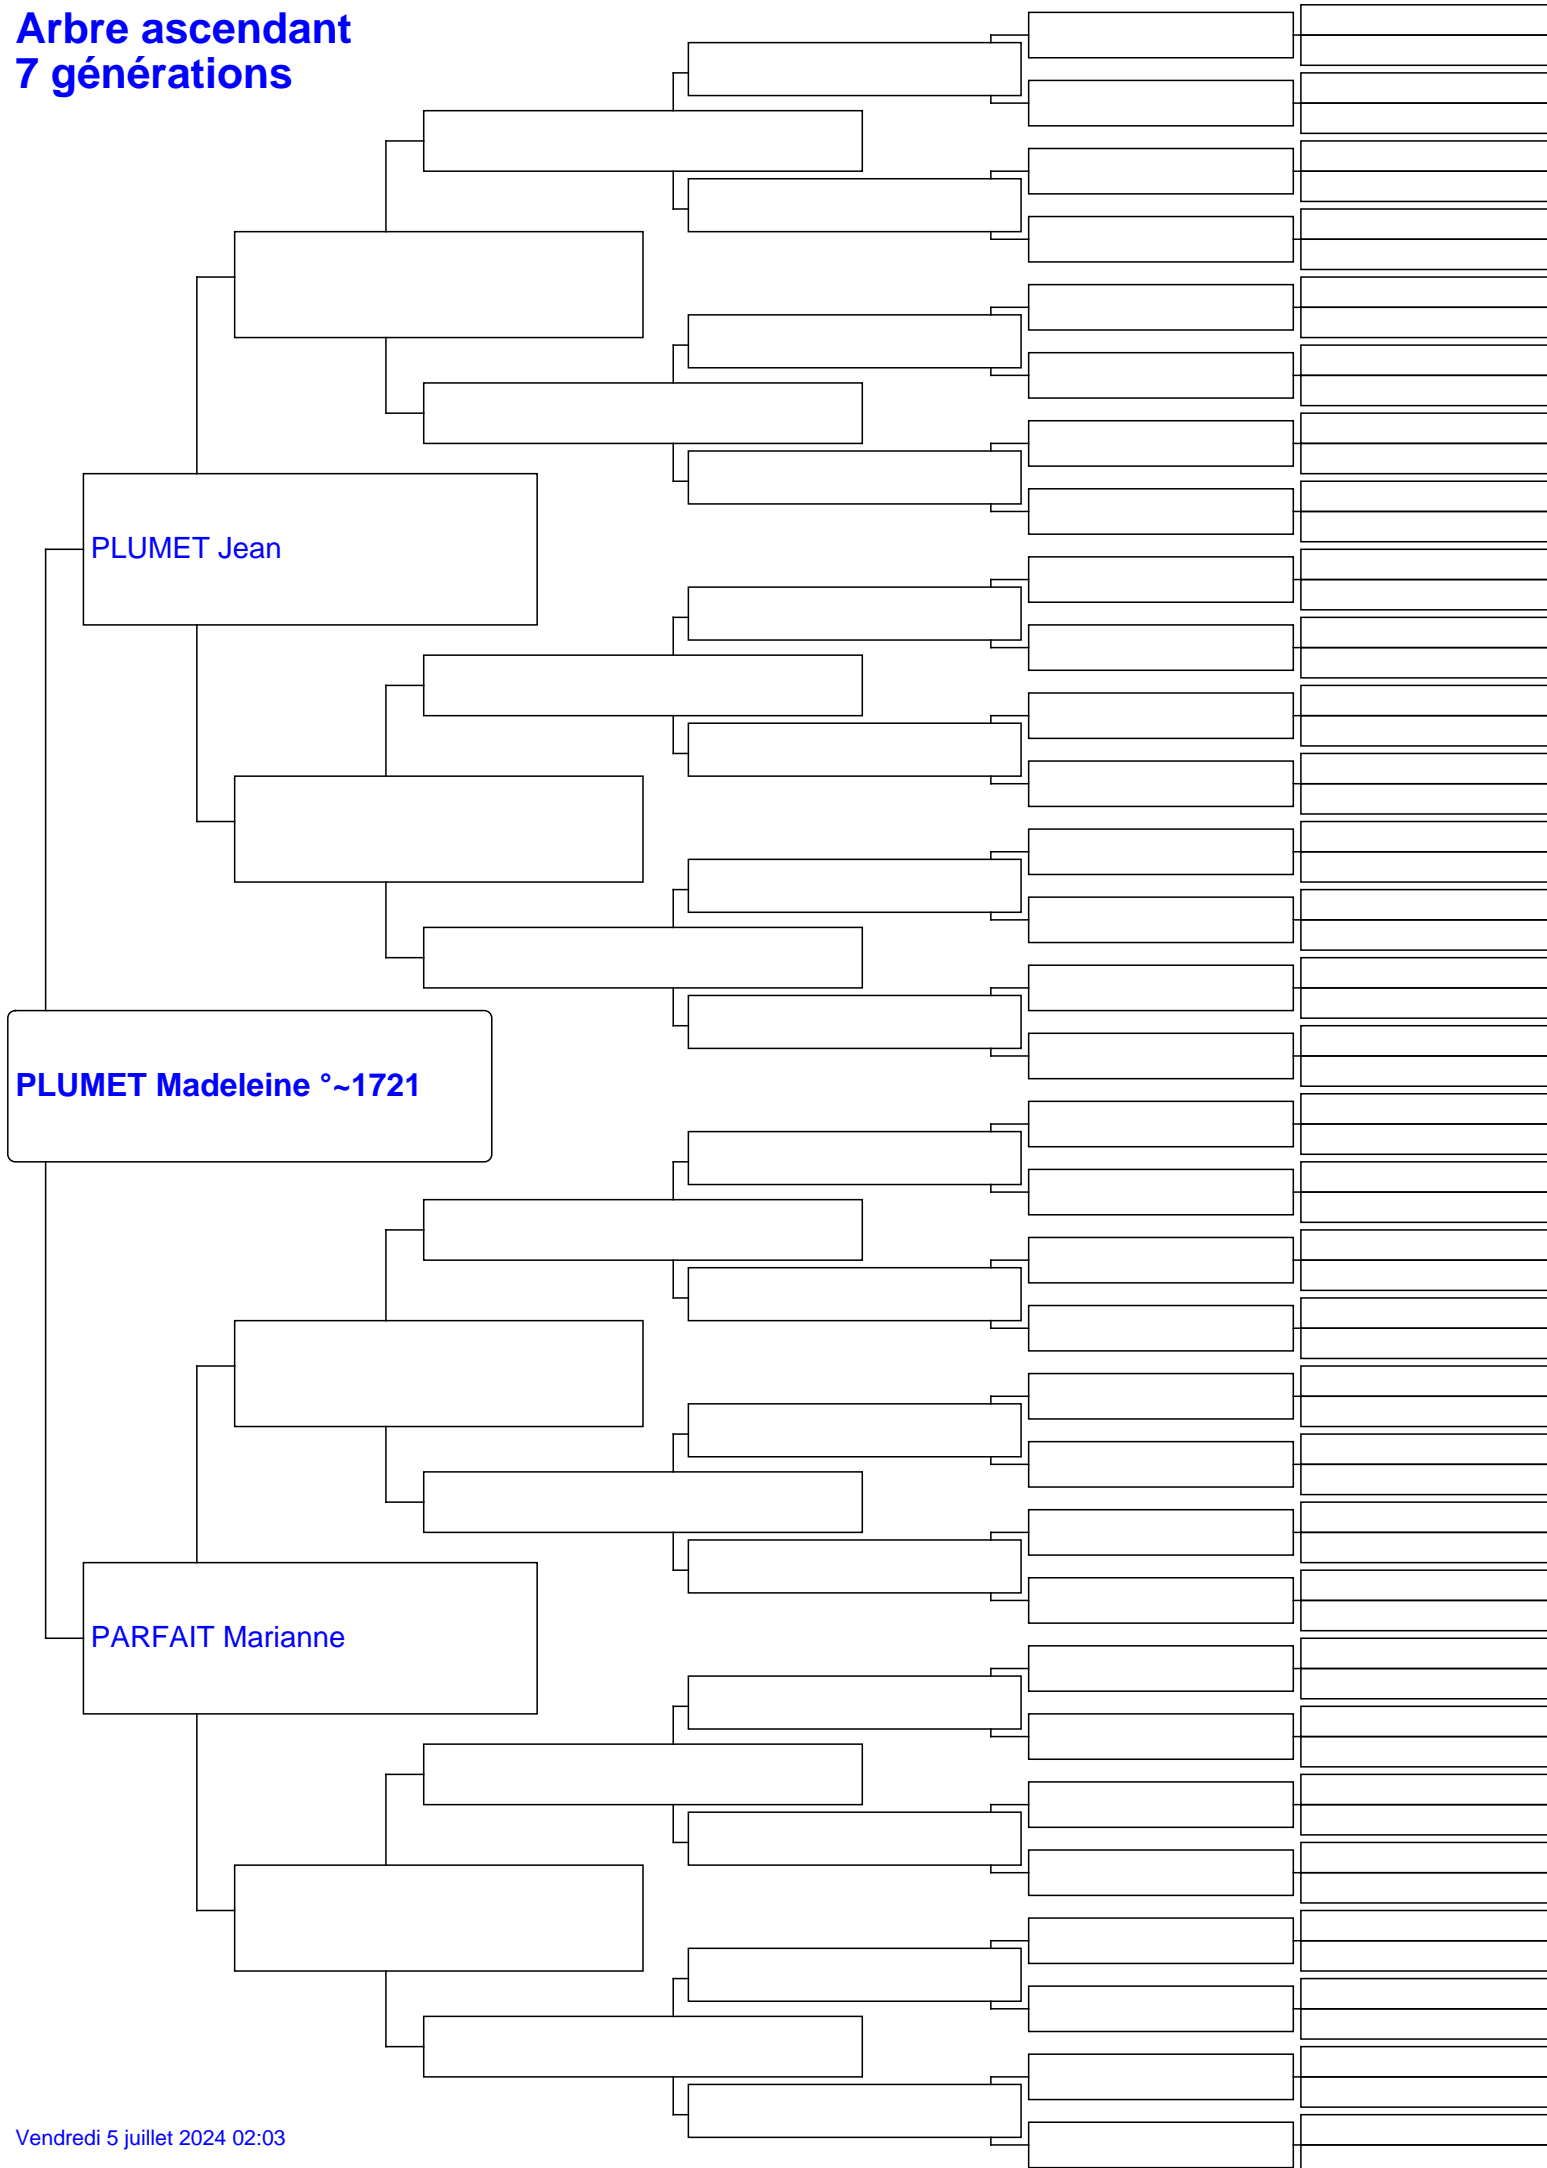 Arbre ascendant
7 générations
PLUMET Jean
PLUMET Madeleine °~1721
PARFAIT Marianne
Vendredi 5 juillet 2024 02:03